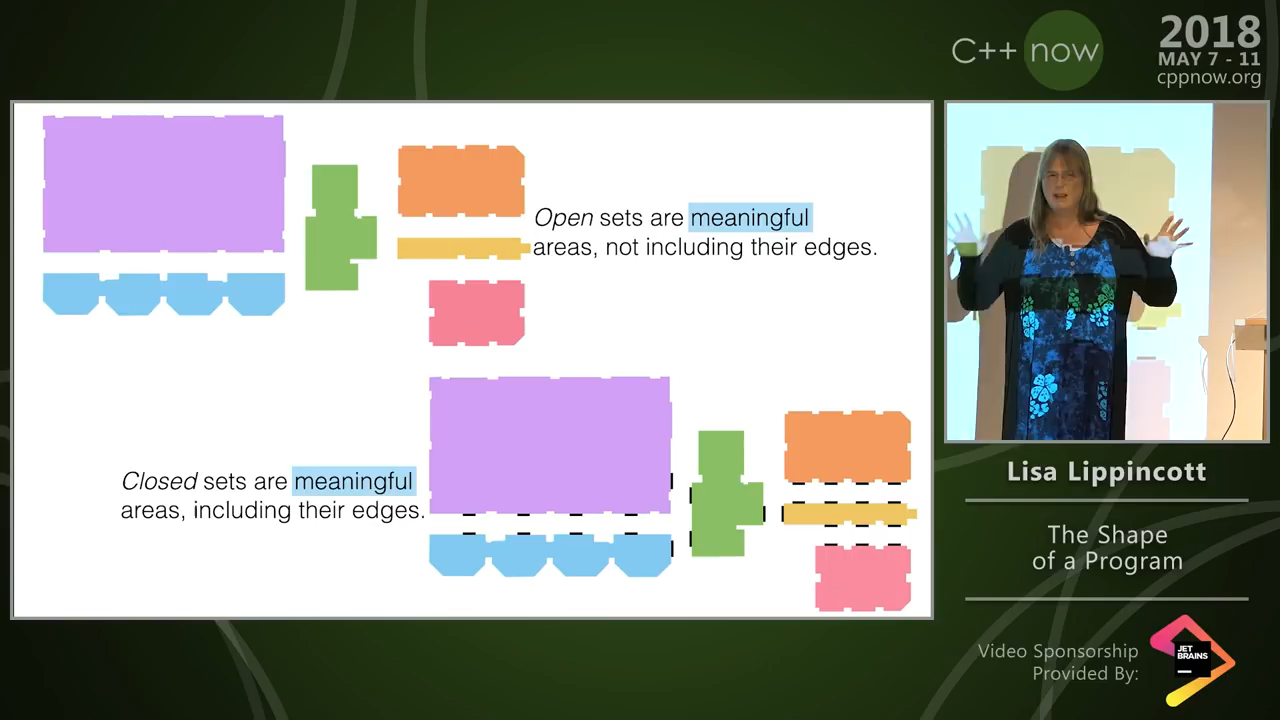 C++ now
2018
MAY 7 - 11
cppnow.org
Open sets are meaningful
areas, not including their edges.
Closed sets are meaningful
areas, including their edges.
Lisa Lippincott
The Shape
of a Program
Video Sponsorship
Provided By:
JET
BRAINS